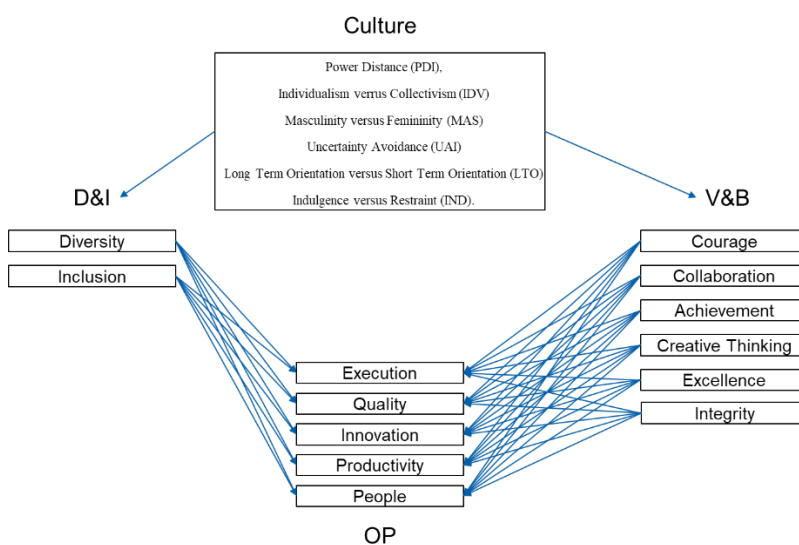 Culture
Power Distance (PDI),
Individualism verrus Collectivism (IDV)
Masculinity versus Femininity (MAS)
Uncertainty Avoidance (UAI)
Long Term Orientation versus Short Term Orientation (LTO)
Indulgence versus Restraint (IND).
D&I
Diversity
Inclusion
V&B
Courage
Collaboration
Achievement
Creative Thinking
Excellence
Integrity
Execution
Quality
Innovation
Productivity
People
OP